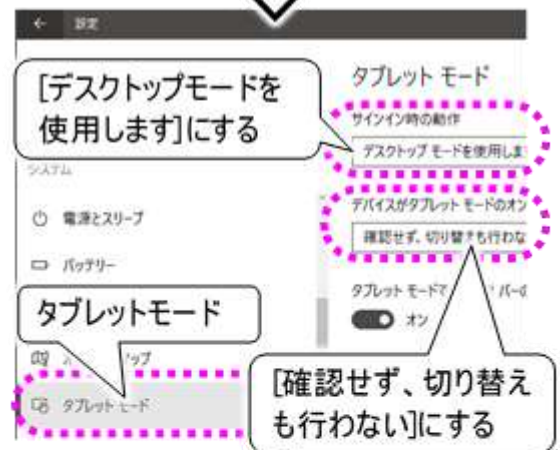 ← 設定
[デスクトップモードを
使用します]にする
タブレット モード
サインイン時の動作
デスクトップ モードを使用しま
システム
電源とスリープ
デバイスがタブレット モードのオン
確認せず、切り替えも行わな
バッテリー
タブレットモード
タブレット モードで バーの
オン
タブレット モード
[確認せず、切り替え
も行わない]にする